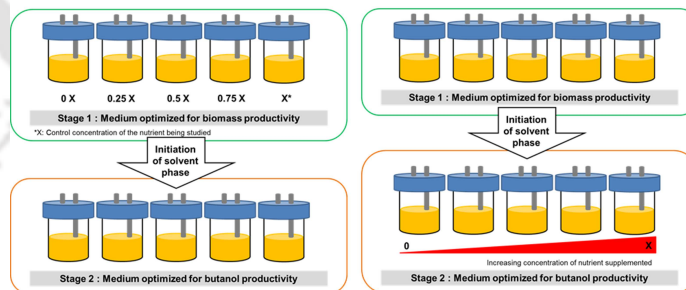 0 X 0.25 X 0.5 X 0.75 X X*
Stage 1 : Medium optimized for biomass productivity
*X: Control concentration of the nutrient being studied
Initiation
of solvent
phase
Stage 2 : Medium optimized for butanol productivity
Stage 1 : Medium optimized for biomass productivity
Initiation
of solvent
phase
0 X
Increasing concentration of nutrient supplemented
Stage 2 : Medium optimized for butanol productivity